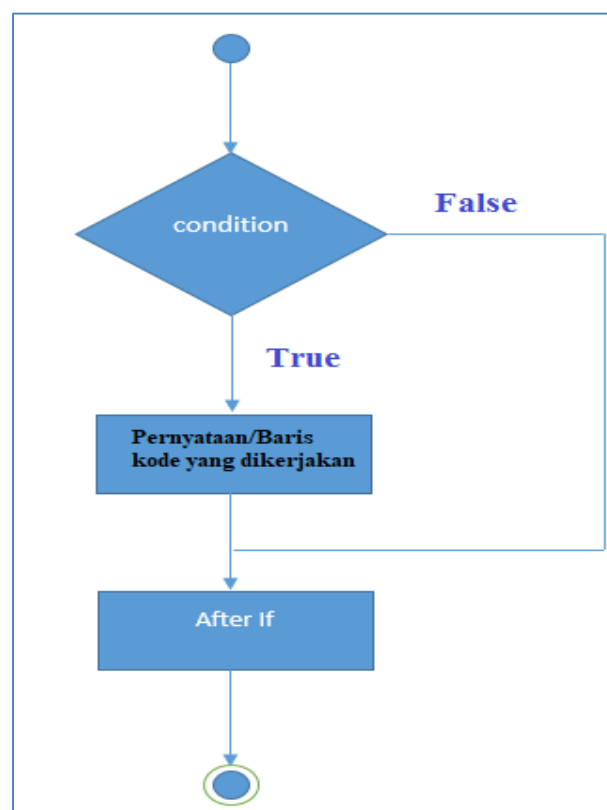 condition
False
True
Pernyataan/Baris
kode yang dikerjakan
After If